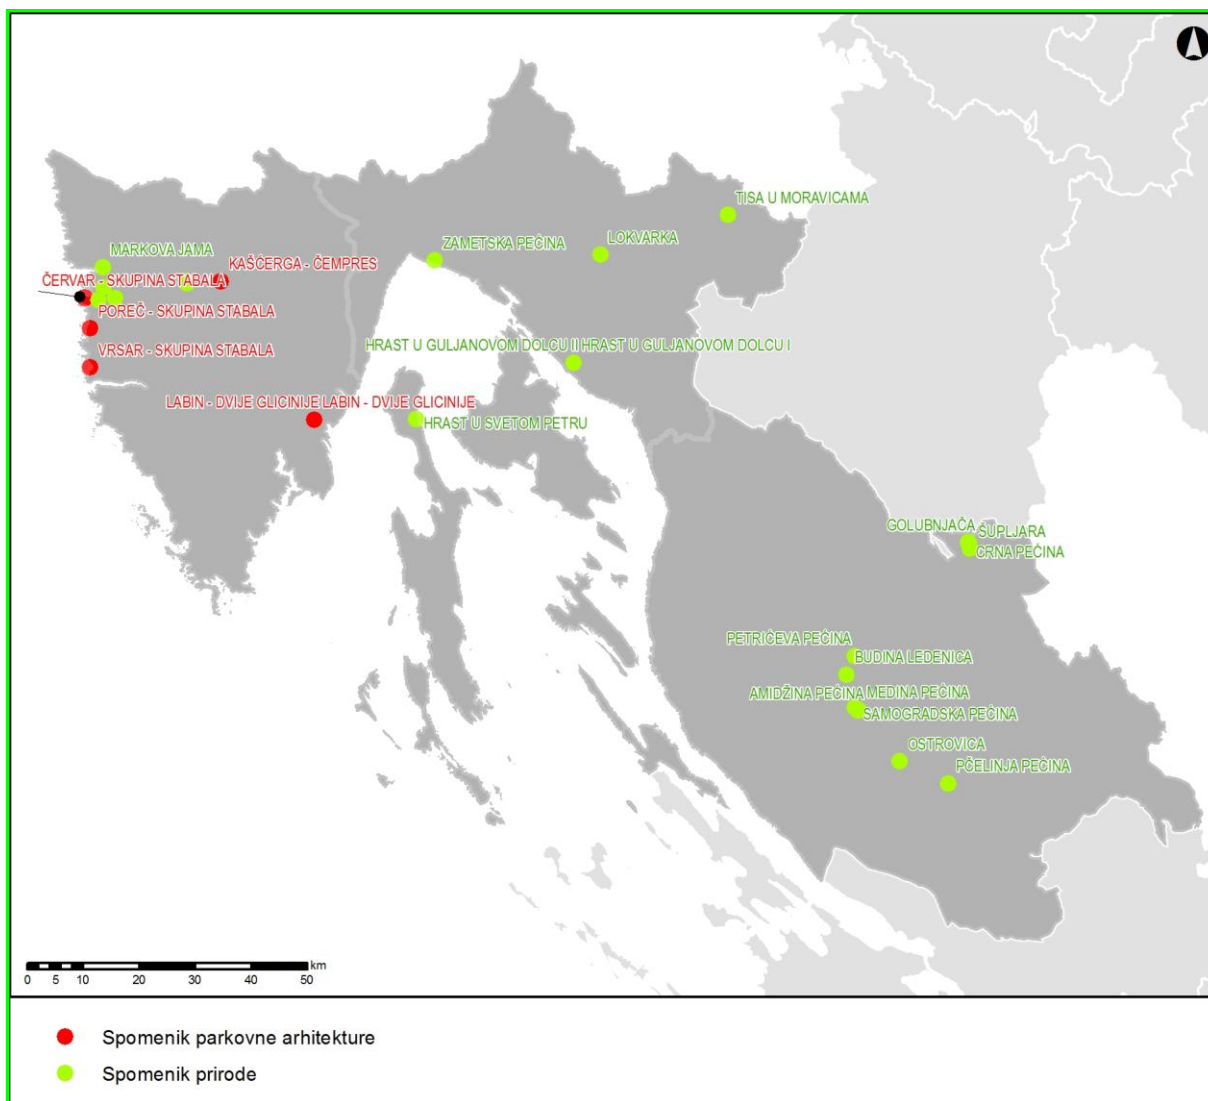 TISA U MORAVICAMA
LOKVARKA
ZAMETSKA PEĆINA
MARKOVA JAMA
KAŠĆERGA - ČEMPRES
ČERVAR - SKUPINA STABALA
POREČ - SKUPINA STABALA
VRSAR - SKUPINA STABALA
HRAST U GULJANOVOM DOLCU II HRAST U GULJANOVOM DOLCU I
LABIN - DVIJE GLICINIJE LABIN - DVIJE GLICINIJE
HRAST U SVETOM PETRU
GOLUBNJAČA
ŠUPLJARA
CRNA PEĆINA
PETRIĆEVA PEĆINA
BUDINA LEDENICA
AMIDŽINA PEĆINA MEDINA PEĆINA
SAMOGRADSKA PEĆINA
OSTROVICA
PČELINJA PEĆINA
km
0 5 10 20 30 40 50
Spomenik parkovne arhitekture
Spomenik prirode